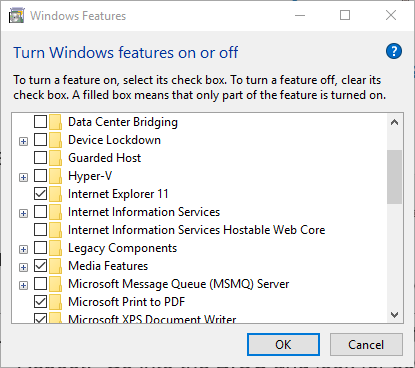 Windows Features
Turn Windows features on or off
To turn a feature on, select its check box. To turn a feature off, clear its
check box. A filled box means that only part of the feature is turned on.
Data Center Bridging
Device Lockdown
Guarded Host
Hyper-V
Internet Explorer 11
Internet Information Services
Internet Information Services Hostable Web Core
Legacy Components
Media Features
Microsoft Message Queue (MSMQ) Server
Microsoft Print to PDF
Microsoft XPS Document Writer
OK
Cancel